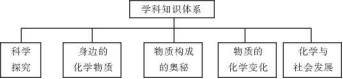 学科知识体系
科学
探究
身边的
化学物质
物质构成
的奥秘
物质的
化学变化
化学与
社会发展